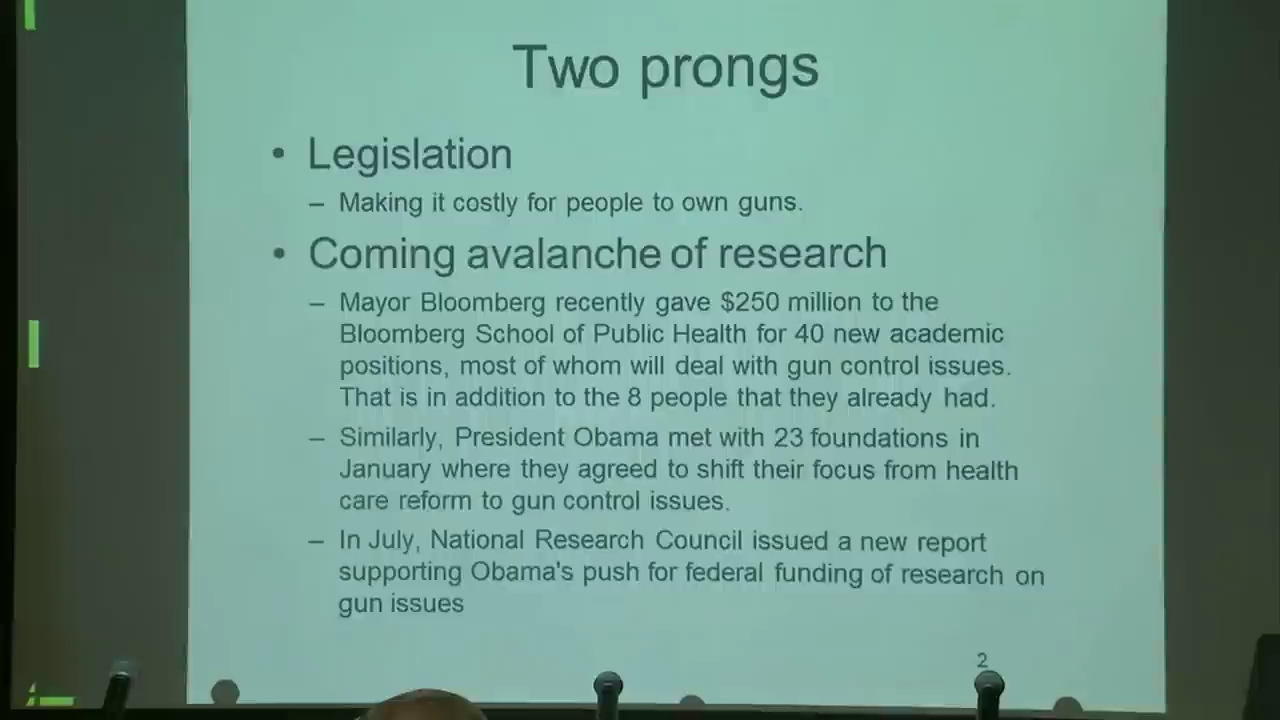 Two prongs
• Legislation
– Making it costly for people to own guns.
• Coming avalanche of research
– Mayor Bloomberg recently gave $250 million to the
Bloomberg School of Public Health for 40 new academic
positions, most of whom will deal with gun control issues.
That is in addition to the 8 people that they already had.
– Similarly, President Obama met with 23 foundations in
January where they agreed to shift their focus from health
care reform to gun control issues.
– In July, National Research Council issued a new report
supporting Obama's push for federal funding of research on
gun issues
2